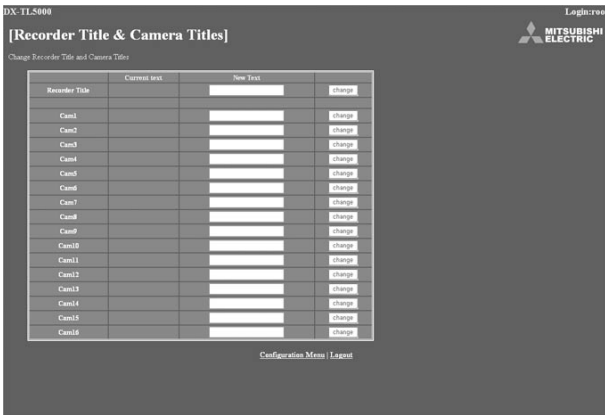 DX-TL5000 Login:roo
[Recorder Title & Camera Titles]
MITSUBISHI
ELECTRIC
Change Recorder Title and Camera Titles
Current text New Text
Recorder Title change
Cam1 change
Cam2 change
Cam3 change
Cam4 change
Cam5 change
Cam6 change
Cam7 change
Cam8 change
Cam9 change
Cam10 change
Cam11 change
Cam12 change
Cam13 change
Cam14 change
Cam15 change
Cam16 change
Configuration Menu | Logout